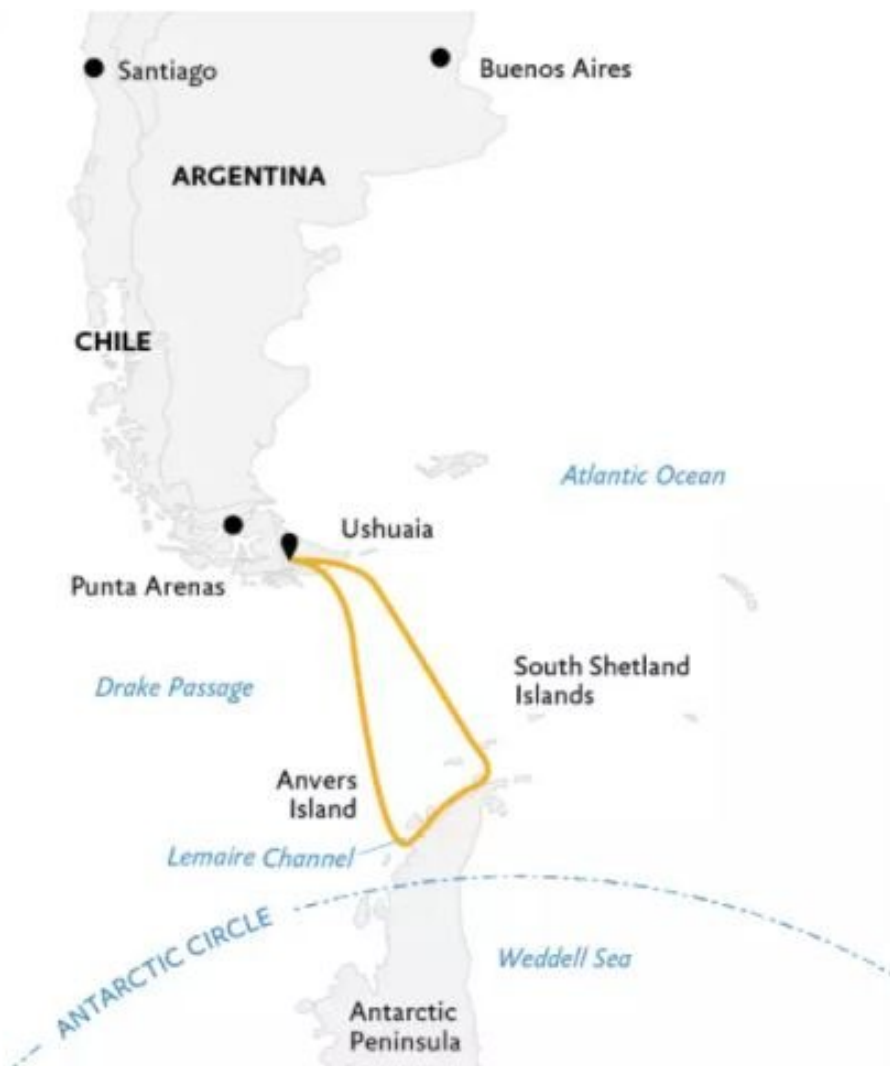 Santiago
Buenos Aires
ARGENTINA
CHILE
Atlantic Ocean
Ushuaia
Punta Arenas
South Shetland
Islands
Drake Passage
Anvers
Island
Lemaire Channel
ANTARCTIC CIRCLE
Weddell Sea
Antarctic
Peninsula